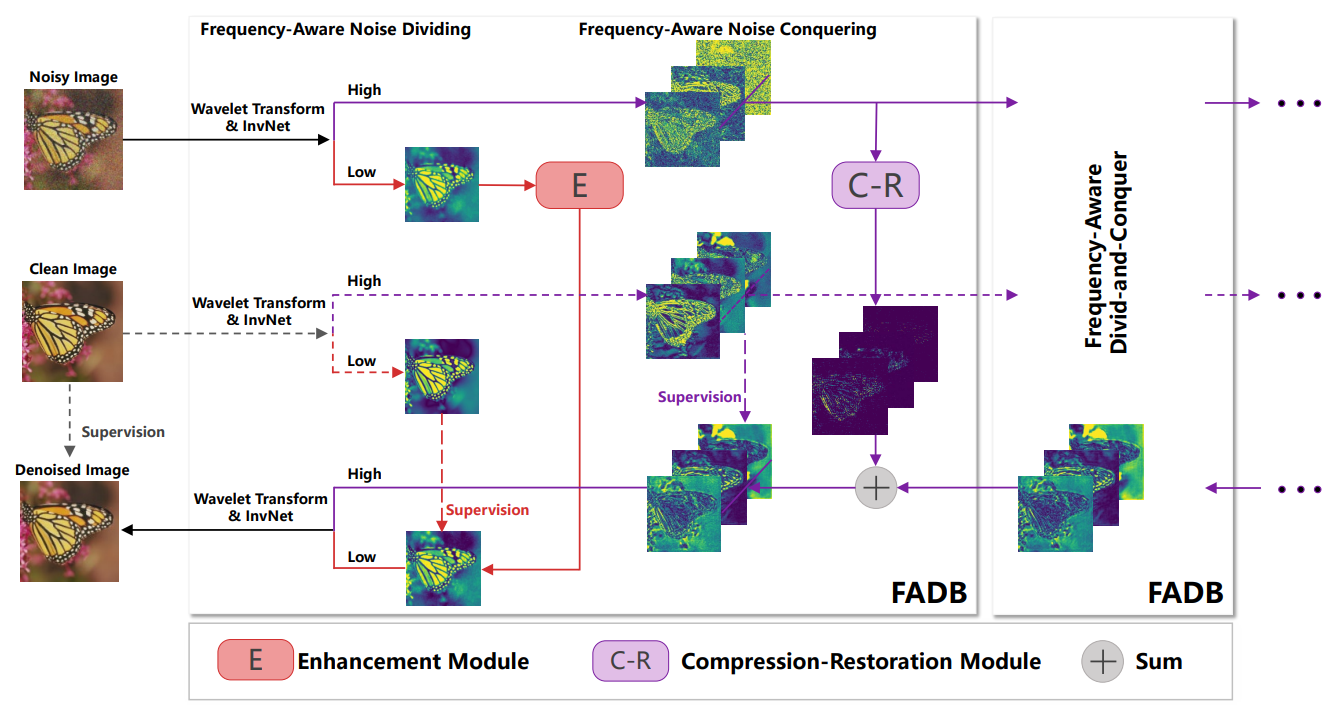 Frequency-Aware Noise Dividing
Frequency-Aware Noise Conquering
Noisy Image
Wavelet Transform
& InvNet
High
Low
E
C-R
Clean Image
Wavelet Transform
& InvNet
High
Low
Supervision
Supervision
Supervision
Denoised Image
Wavelet Transform
& InvNet
High
Low
FADB
Frequency-Aware
Divid-and-Conquer
FADB
E Enhancement Module
C-R Compression-Restoration Module
Sum